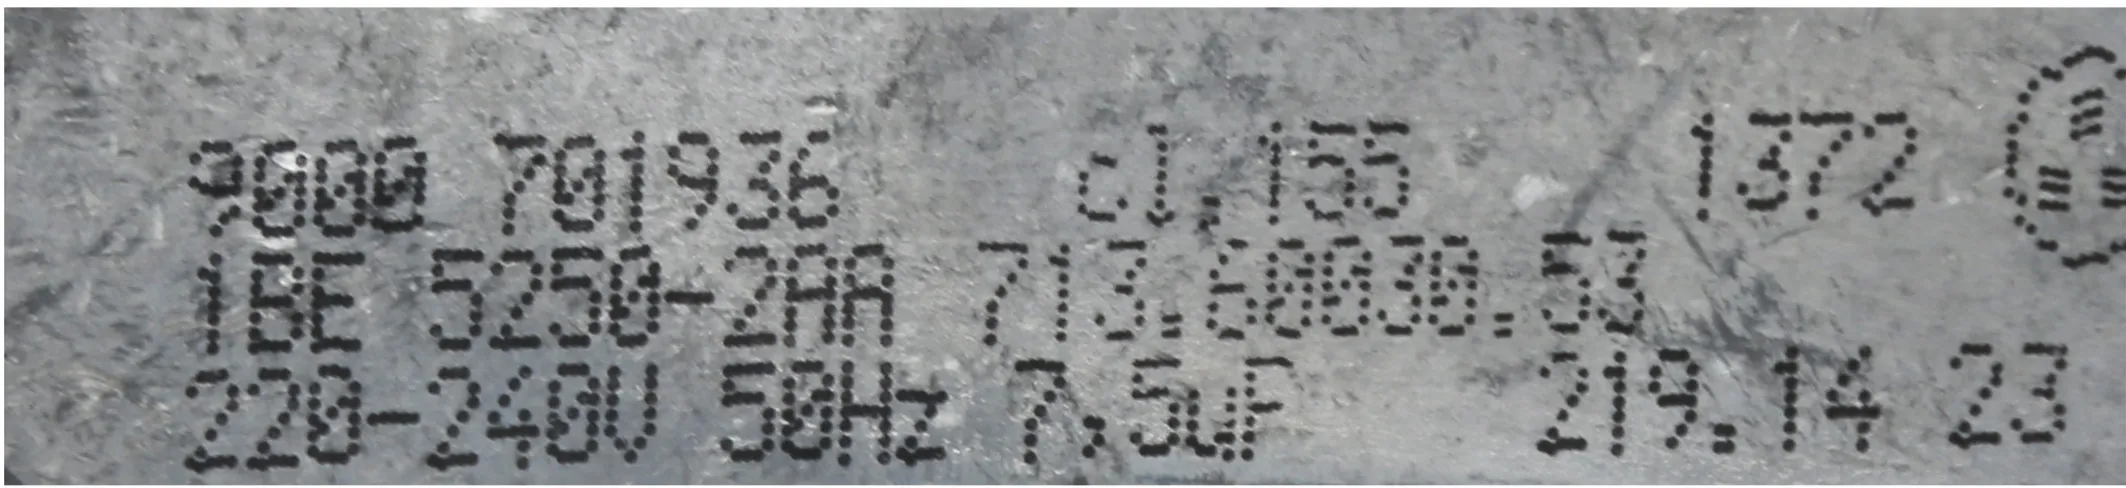 9000 701936 cJ.155 1372
1BE 5250-2AA 713.60030.53
220-240V 50Hz 7.5uF 219.14 23